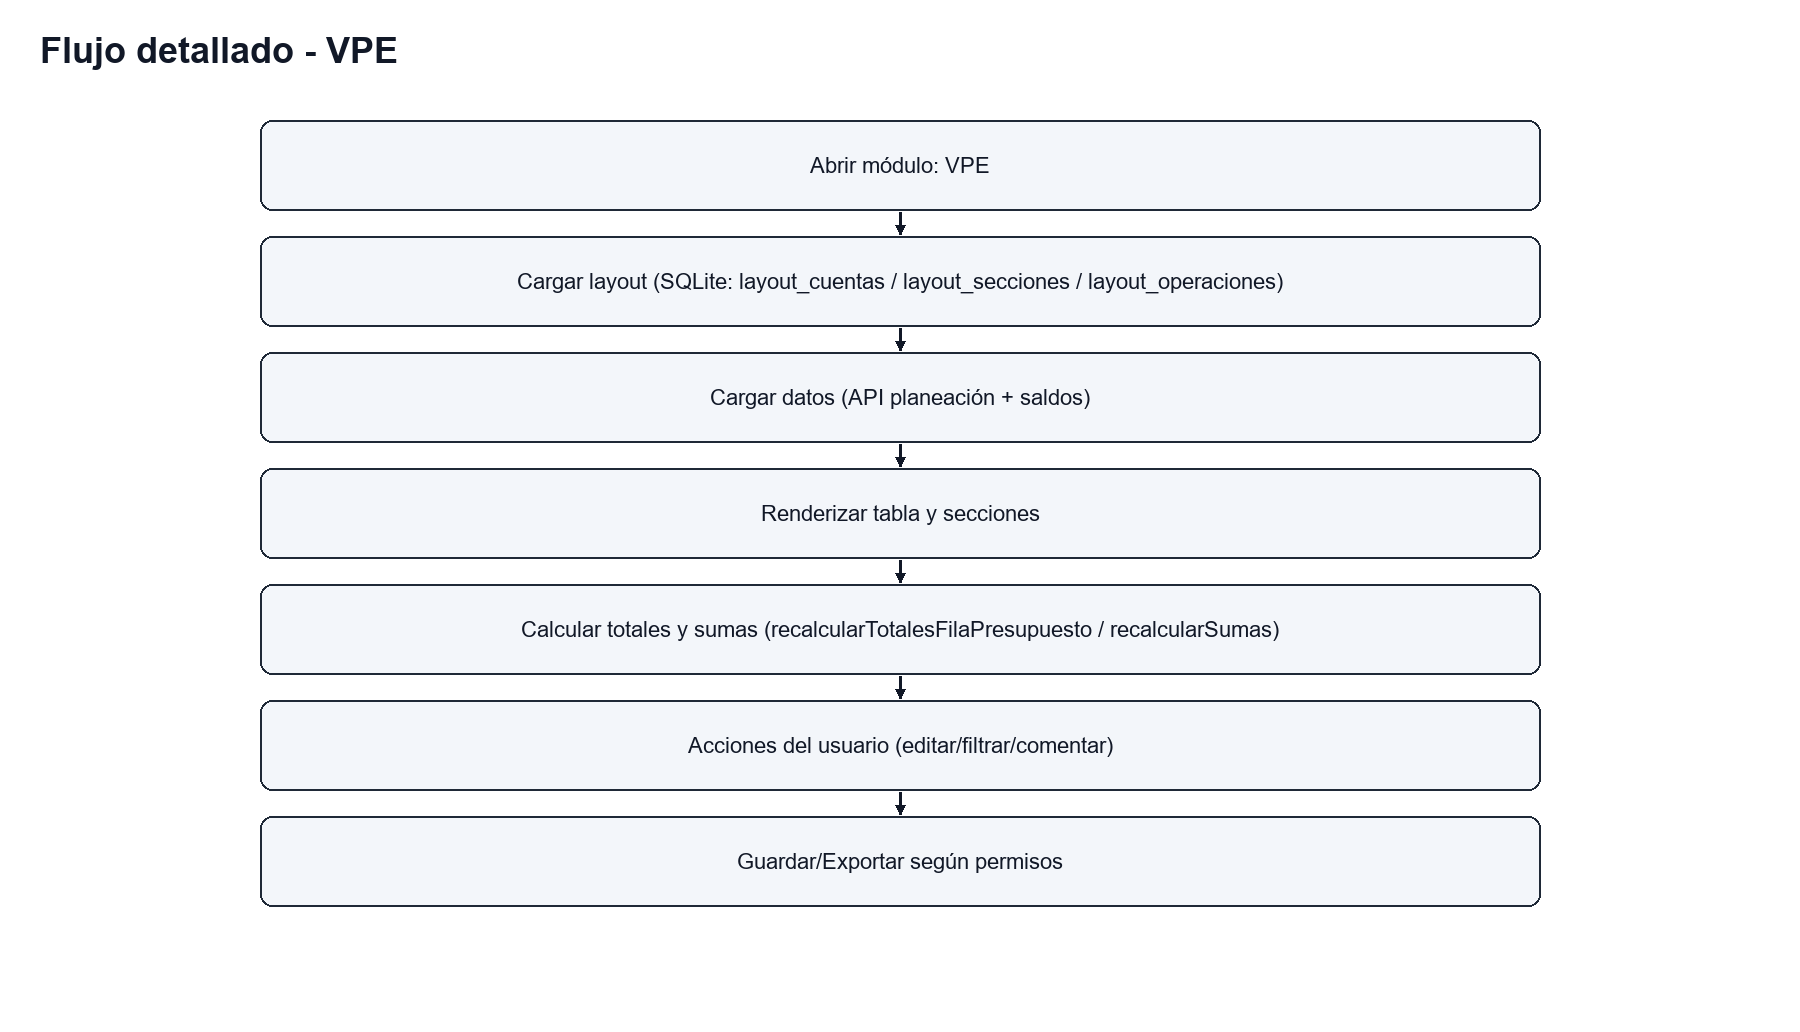 Flujo detallado - VPE
Abrir módulo: VPE
Cargar layout (SQLite: layout_cuentas / layout_secciones / layout_operaciones)
Cargar datos (API planeación + saldos)
Renderizar tabla y secciones
Calcular totales y sumas (recalcularTotalesFilaPresupuesto / recalcularSumas)
Acciones del usuario (editar/filtrar/comentar)
Guardar/Exportar según permisos